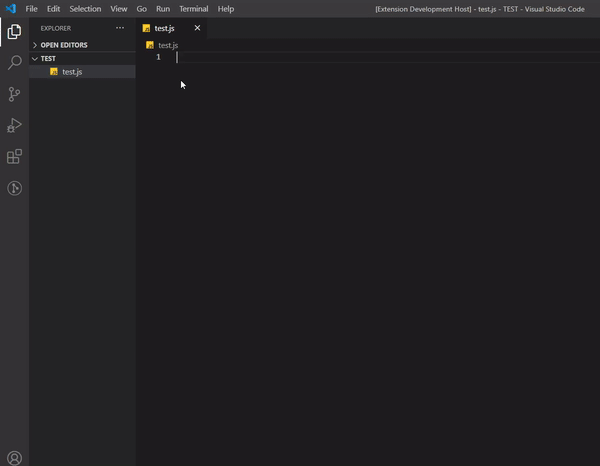 File Edit Selection View Go Run Terminal Help [Extension Development Host] - test.js - TEST - Visual Studio Code
EXPLORER ···
OPEN EDITORS
TEST
test.js
test.js
test.js
1